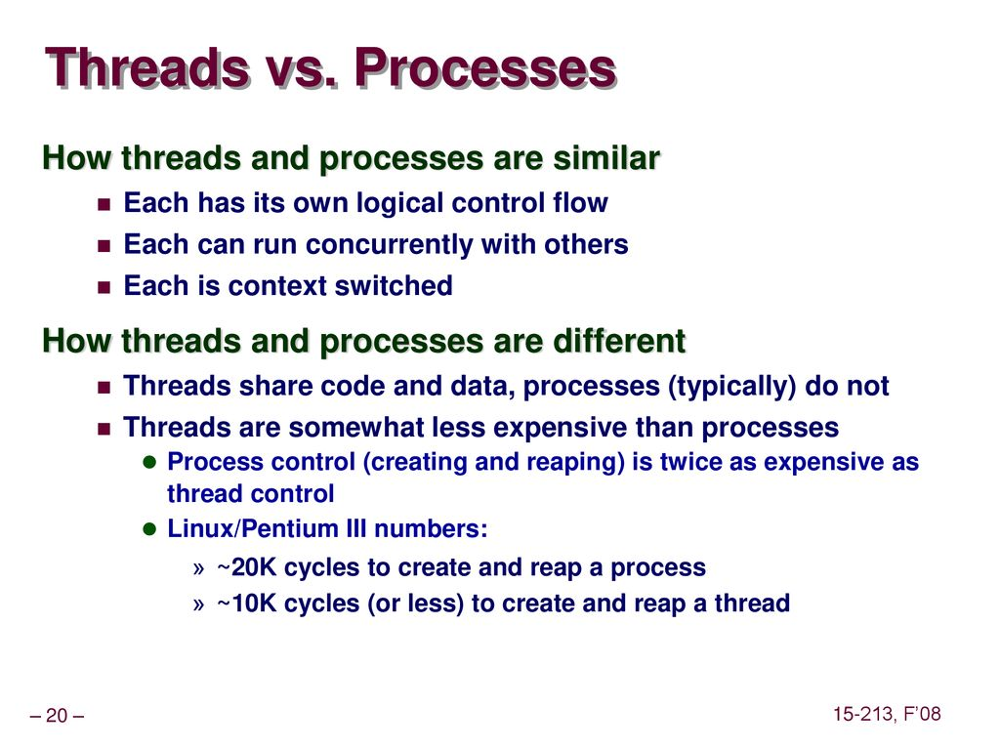 Threads vs. Processes
How threads and processes are similar
■ Each has its own logical control flow
■ Each can run concurrently with others
■ Each is context switched
How threads and processes are different
■ Threads share code and data, processes (typically) do not
■ Threads are somewhat less expensive than processes
● Process control (creating and reaping) is twice as expensive as
thread control
● Linux/Pentium III numbers:
» ~20K cycles to create and reap a process
» ~10K cycles (or less) to create and reap a thread
– 20 –
15-213, F’08